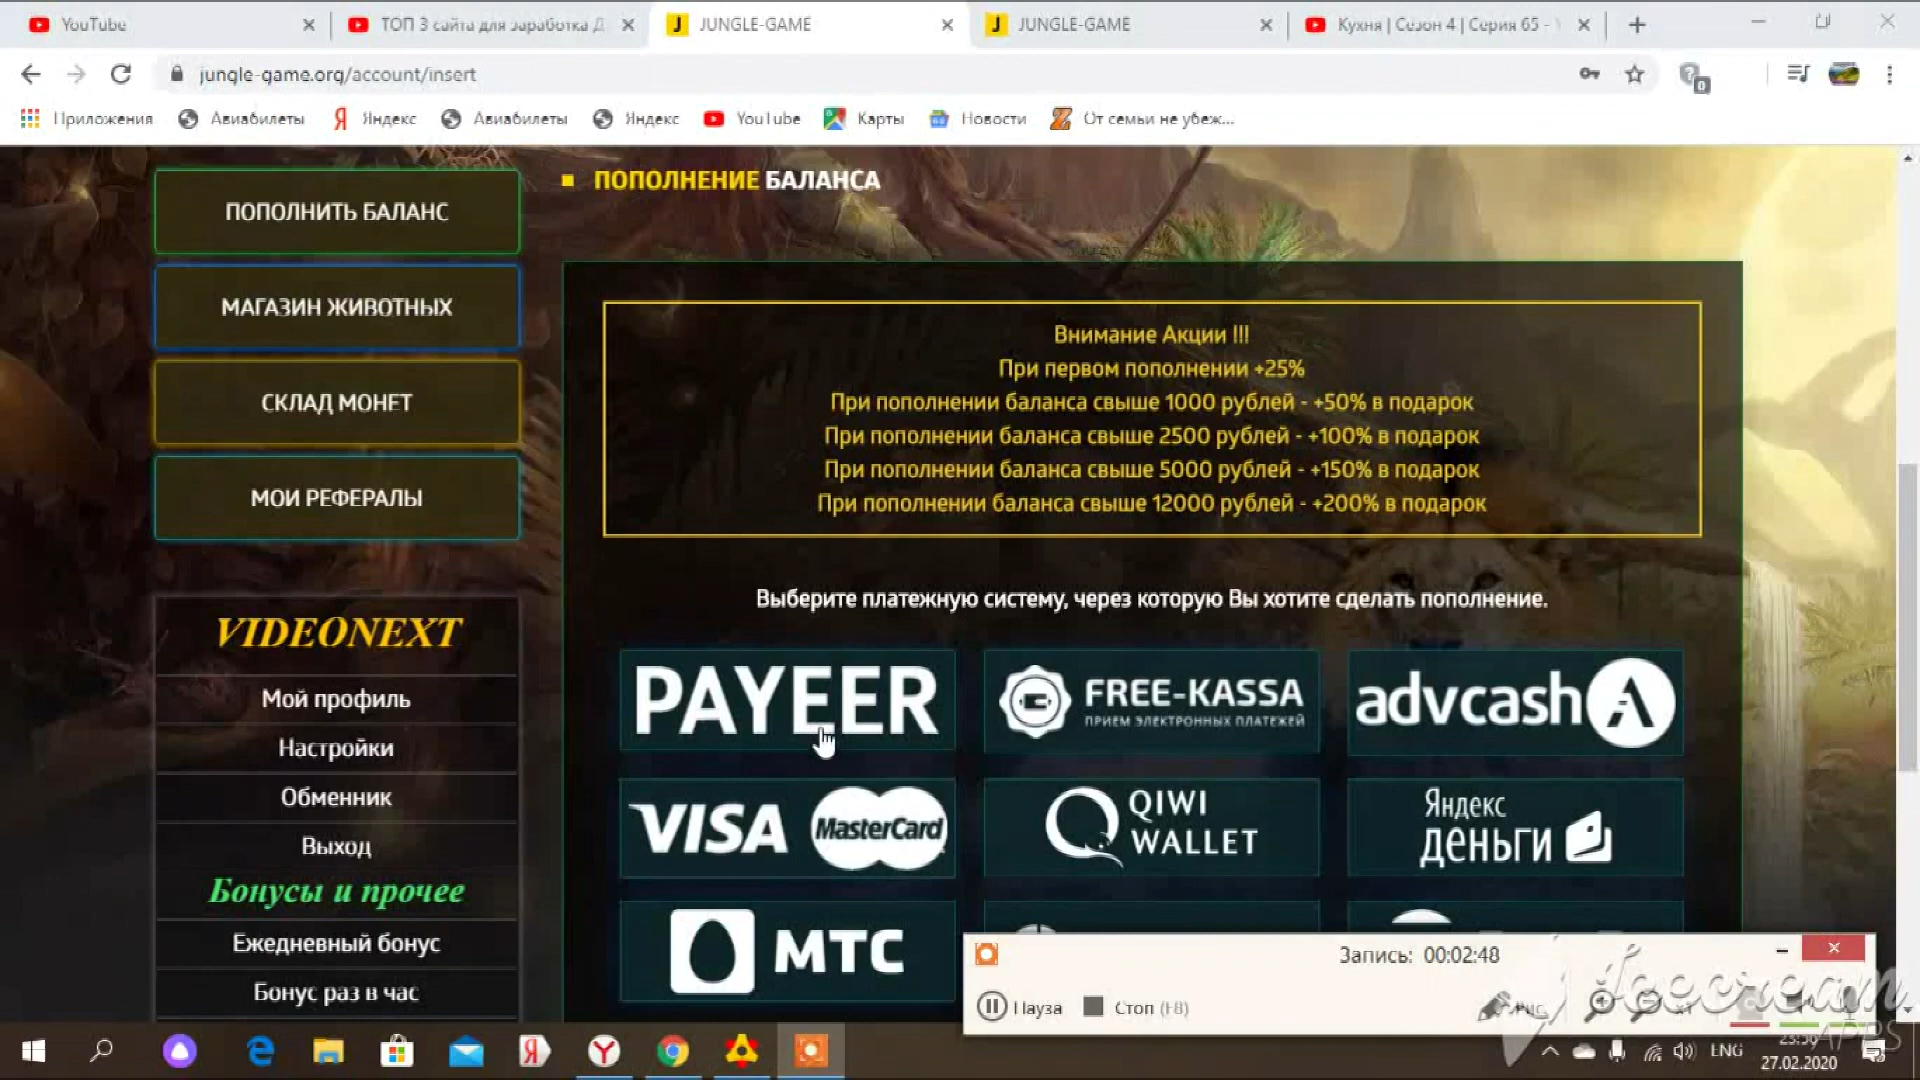 YouTube
ТОП 3 сайта для заработка Д
JUNGLE-GAME
JUNGLE-GAME
Кухня | Сезон 4 | Серия 65 -
jungle-game.org/account/insert
0
Приложения
Авиабилеты
Яндекс
Авиабилеты
Яндекс
YouTube
Карты
Новости
От семьи не убеж...
ПОПОЛНИТЬ БАЛАНС
МАГАЗИН ЖИВОТНЫХ
СКЛАД МОНЕТ
МОИ РЕФЕРАЛЫ
VIDEONEXT
Мой профиль
Настройки
Обменник
Выход
Бонусы и прочее
Ежедневный бонус
Бонус раз в час
ПОПОЛНЕНИЕ БАЛАНСА
Внимание Акции !!!
При первом пополнении +25%
При пополнении баланса свыше 1000 рублей - +50% в подарок
При пополнении баланса свыше 2500 рублей - +100% в подарок
При пополнении баланса свыше 5000 рублей - +150% в подарок
При пополнении баланса свыше 12000 рублей - +200% в подарок
Выберите платежную систему, через которую Вы хотите сделать пополнение.
PAYEER
FREE-KASSA
ПРИЕМ ЭЛЕКТРОННЫХ ПЛАТЕЖЕЙ
advcash
VISA MasterCard
QIWI
WALLET
Яндекс
деньги
МТС
Запись: 00:02:48
Пауза
Стоп (F8)
Icecream
APPS
ENG
27.02.2020